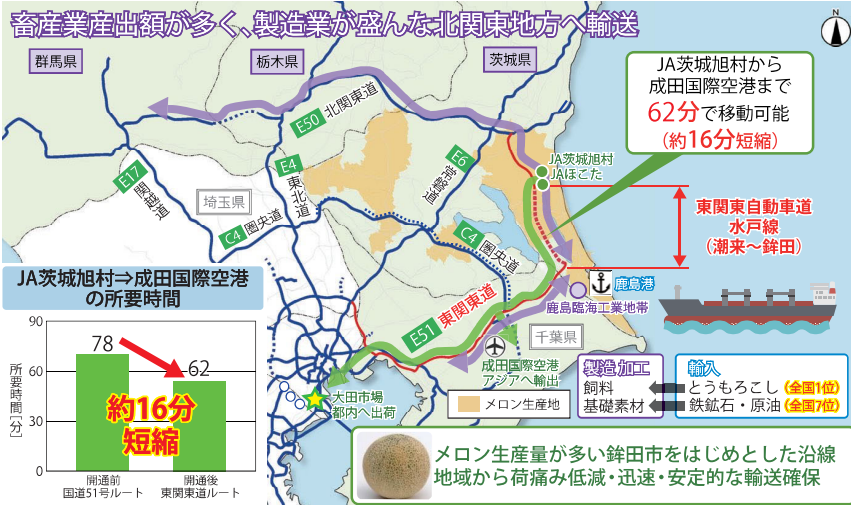 畜産業産出額が多く、製造業が盛んな北関東地方へ輸送
N
群馬県
栃木県
茨城県
埼玉県
千葉県
E50 北関東道
E17
関越道
E4
東北道
E6
常磐道
C4 圏央道
C4
圏央道
E51 東関東道
JA茨城旭村
JAほこた
JA茨城旭村から
成田国際空港まで
62分で移動可能
(約16分短縮)
東関東自動車道
水戸線
(潮来～鉾田)
鹿島港
鹿島臨海工業地帯
成田国際空港
アジアへ輸出
大田市場
都内へ出荷
メロン生産地
JA茨城旭村⇒成田国際空港
の所要時間
所要時間[分]
90
60
30
0
78
62
約16分
短縮
開通前
国道51号ルート
開通後
東関東道ルート
製造 加工
飼料
基礎素材
輸入
とうもろこし(全国1位)
鉄鉱石・原油(全国7位)
メロン生産量が多い鉾田市をはじめとした沿線
地域から荷痛み低減・迅速・安定的な輸送確保